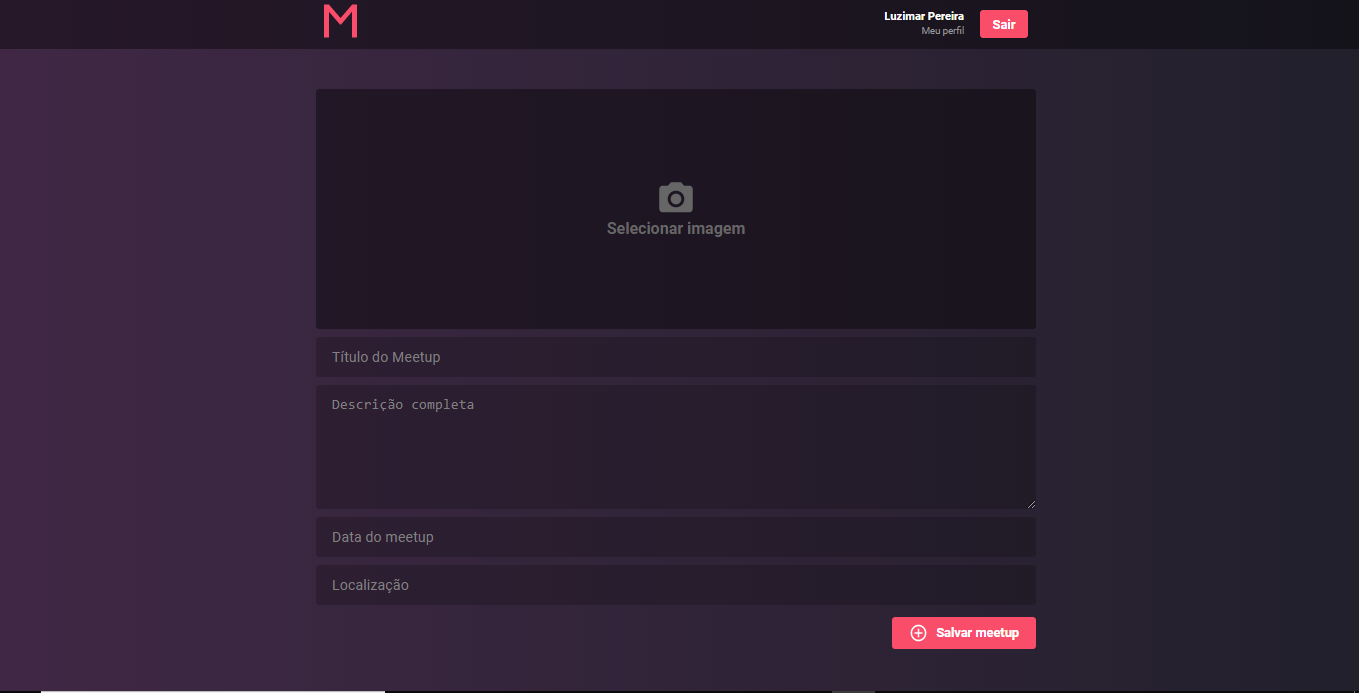 M
Luzimar Pereira
Meu perfil
Sair
Selecionar imagem
Título do Meetup
Descrição completa
Data do meetup
Localização
Salvar meetup